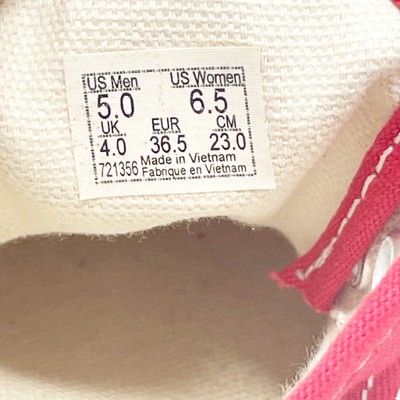 US Men US Women
5.0 6.5
UK EUR CM
4.0 36.5 23.0
721356 Made in Vietnam
Fabrique en Vietnam